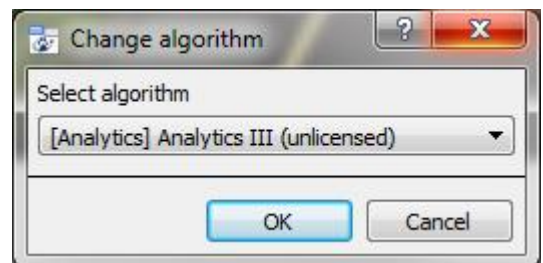 Change algorithm
?
X
Select algorithm
[Analytics] Analytics III (unlicensed)
OK
Cancel